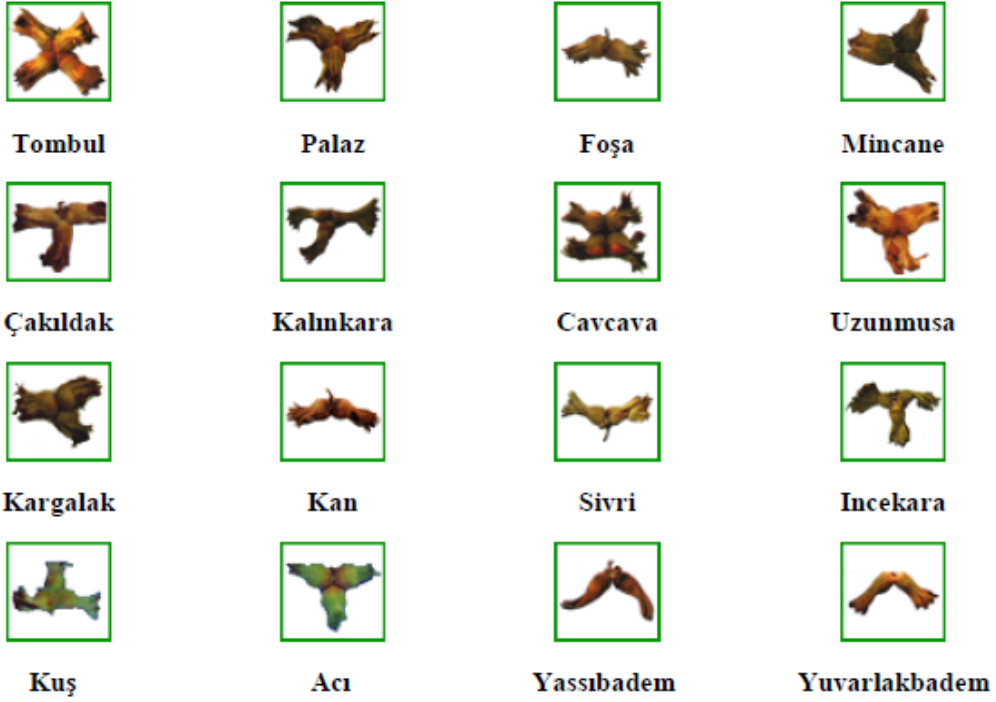 Tombul Palaz Foşa Mincane
Çakıldak Kalınkara Cavcava Uzunmusa
Kargalak Kan Sivri Incekara
Kuş Acı Yassıbadem Yuvarlakbadem